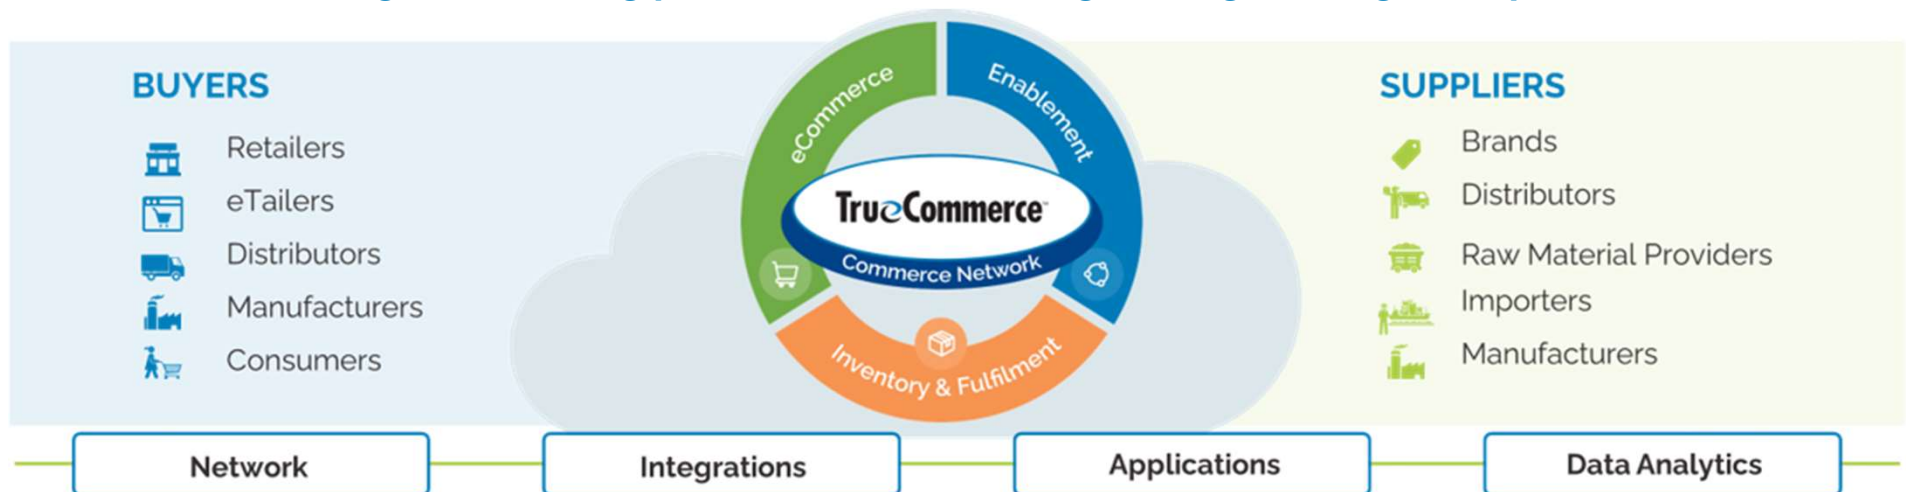 BUYERS
Retailers
eTailers
Distributors
Manufacturers
Consumers
eCommerce
Enablement
TrueCommerce™
Commerce Network
Inventory & Fulfilment
SUPPLIERS
Brands
Distributors
Raw Material Providers
Importers
Manufacturers
Network
Integrations
Applications
Data Analytics